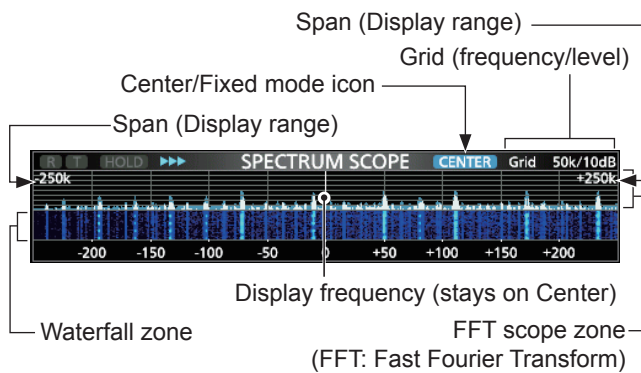 Span (Display range)
Grid (frequency/level)
Center/Fixed mode icon
Span (Display range)
R T HOLD SPECTRUM SCOPE CENTER Grid 50k/10dB
-250k +250k
-200 -150 -100 -50 0 +50 +100 +150 +200
Display frequency (stays on Center)
Waterfall zone
FFT scope zone
(FFT: Fast Fourier Transform)